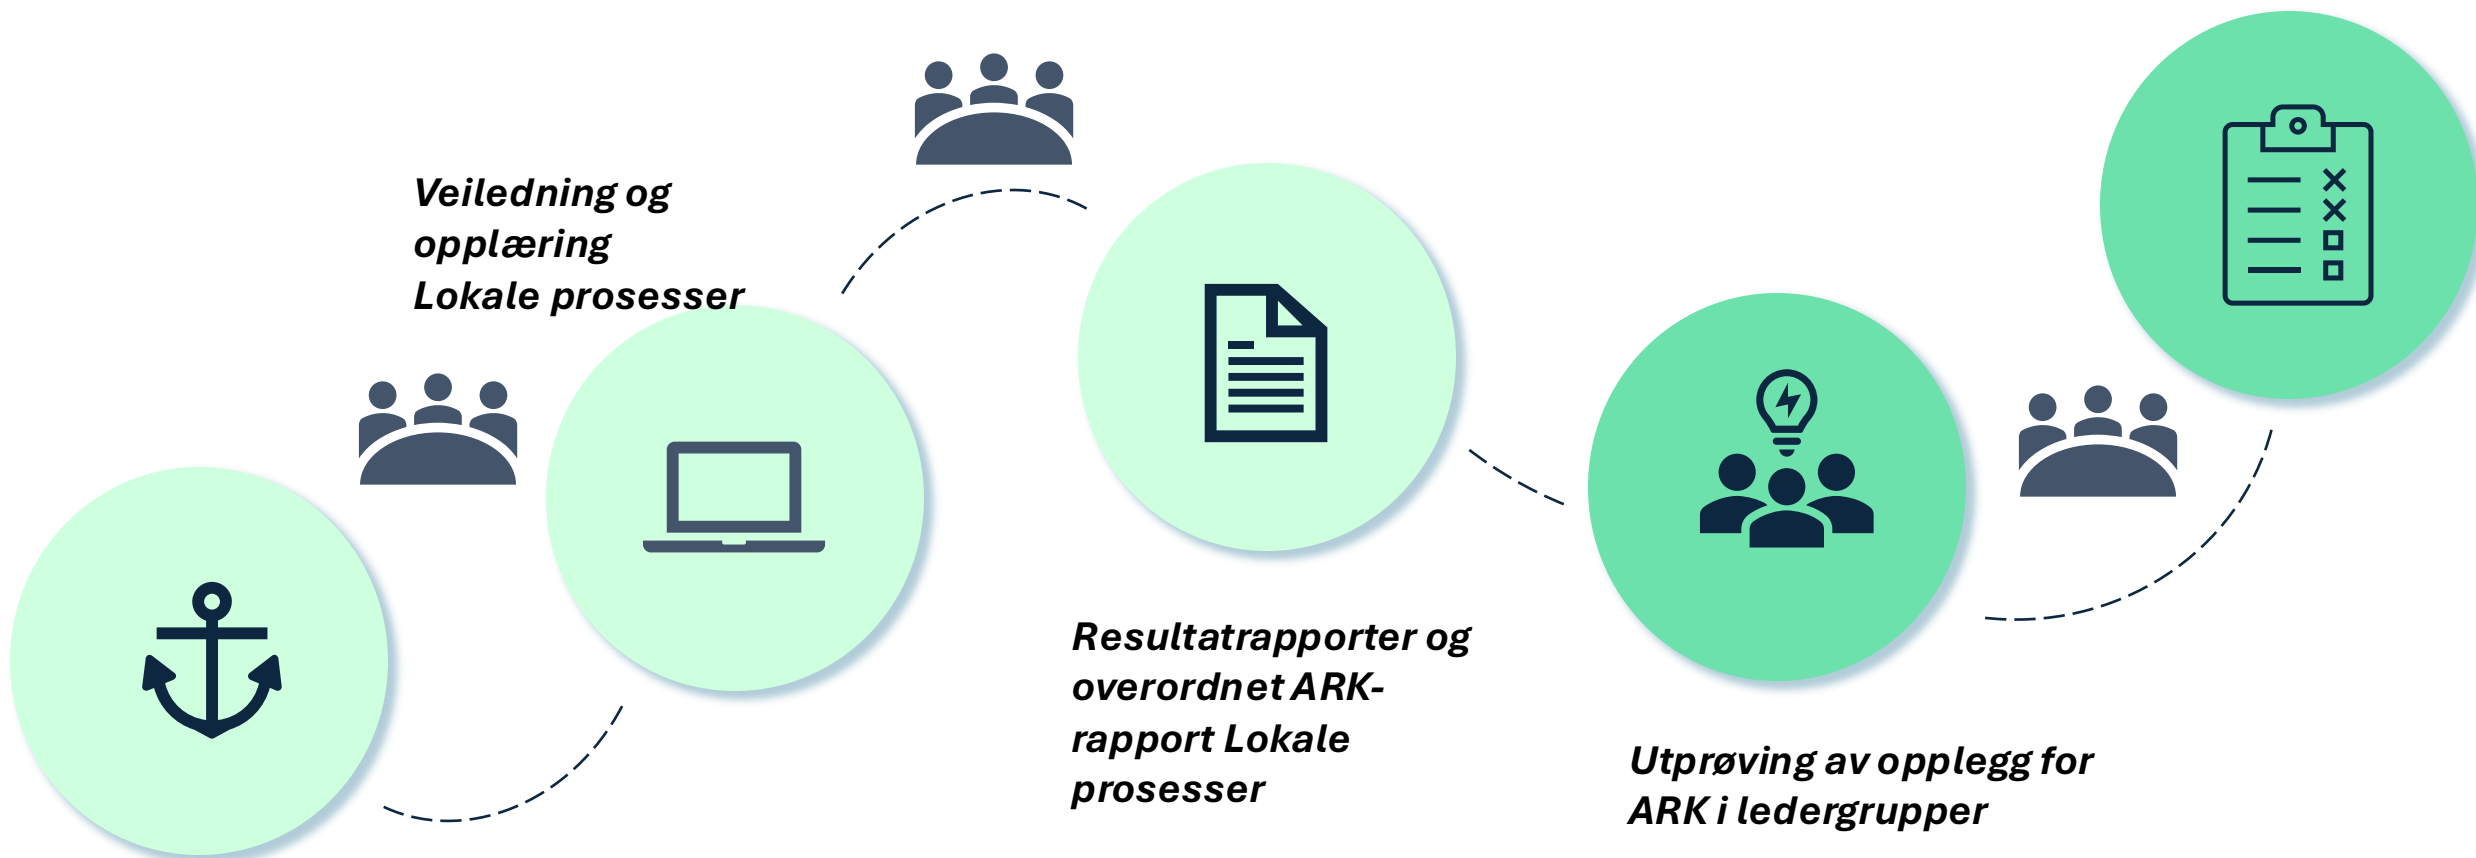 Veiledning og
opplæring
Lokale prosesser
Resultatrapporter og
overordnet ARK-
rapport Lokale
prosesser
Utprøving av opplegg for
ARK i ledergrupper